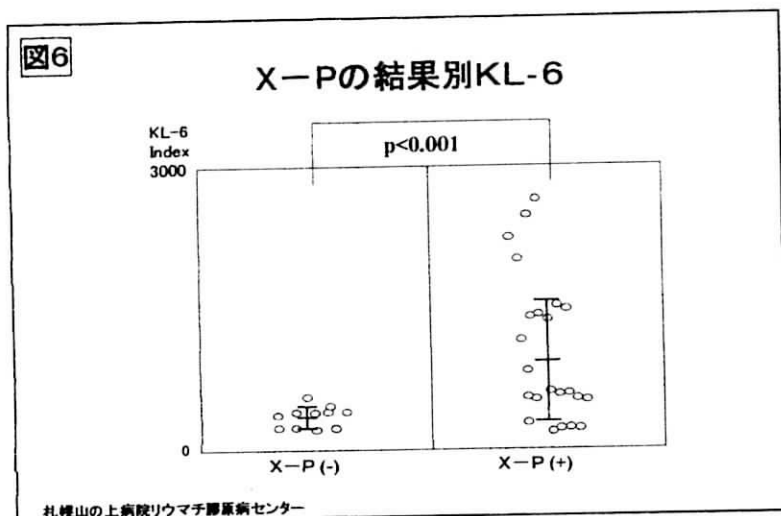 図6
X－Pの結果別KL-6
KL-6
Index
3000
p<0.001
0
X－P (-)
X－P (+)
札幌山の上病院リウマチ膠原病センター